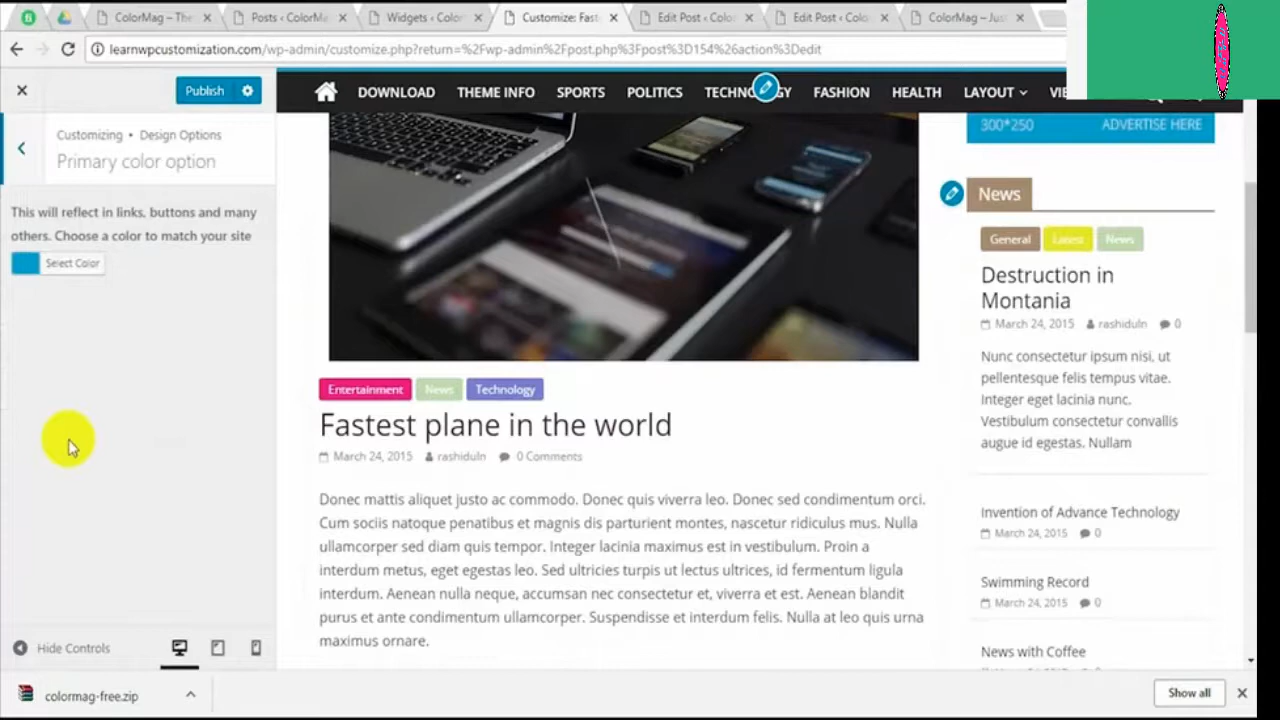 ColorMag – The
Posts ‹ ColorMa
Widgets ‹ Color
Customize: Fast
Edit Post ‹ Colo
Edit Post ‹ Colo
ColorMag – Jus
learnwpcustomization.com/wp-admin/customize.php?return=%2Fwp-admin%2Fpost.php%3Fpost%3D154%26action%3Dedit
Publish
Customizing • Design Options
Primary color option
This will reflect in links, buttons and many
others. Choose a color to match your site
Select Color
Hide Controls
DOWNLOAD THEME INFO SPORTS POLITICS TECHNOLOGY FASHION HEALTH LAYOUT VIE
Entertainment News Technology
Fastest plane in the world
March 24, 2015 rashiduln 0 Comments
Donec mattis aliquet justo ac commodo. Donec quis viverra leo. Donec sed condimentum orci.
Cum sociis natoque penatibus et magnis dis parturient montes, nascetur ridiculus mus. Nulla
ullamcorper sed diam quis tempor. Integer lacinia maximus est in vestibulum. Proin a
interdum metus, eget egestas leo. Sed ultricies turpis ut lectus ultrices, id fermentum ligula
interdum. Aenean nulla neque, accumsan nec consectetur et, viverra et est. Aenean blandit
purus et ante condimentum ullamcorper. Suspendisse et interdum felis. Nulla at leo quis urna
maximus ornare.
300*250 ADVERTISE HERE
News
General Latest News
Destruction in
Montania
March 24, 2015 rashiduln 0
Nunc consectetur ipsum nisi, ut
pellentesque felis tempus vitae.
Integer eget lacinia nunc.
Vestibulum consectetur convallis
augue id egestas. Nullam
Invention of Advance Technology
March 24, 2015 0
Swimming Record
March 24, 2015 0
News with Coffee
colormag-free.zip
Show all